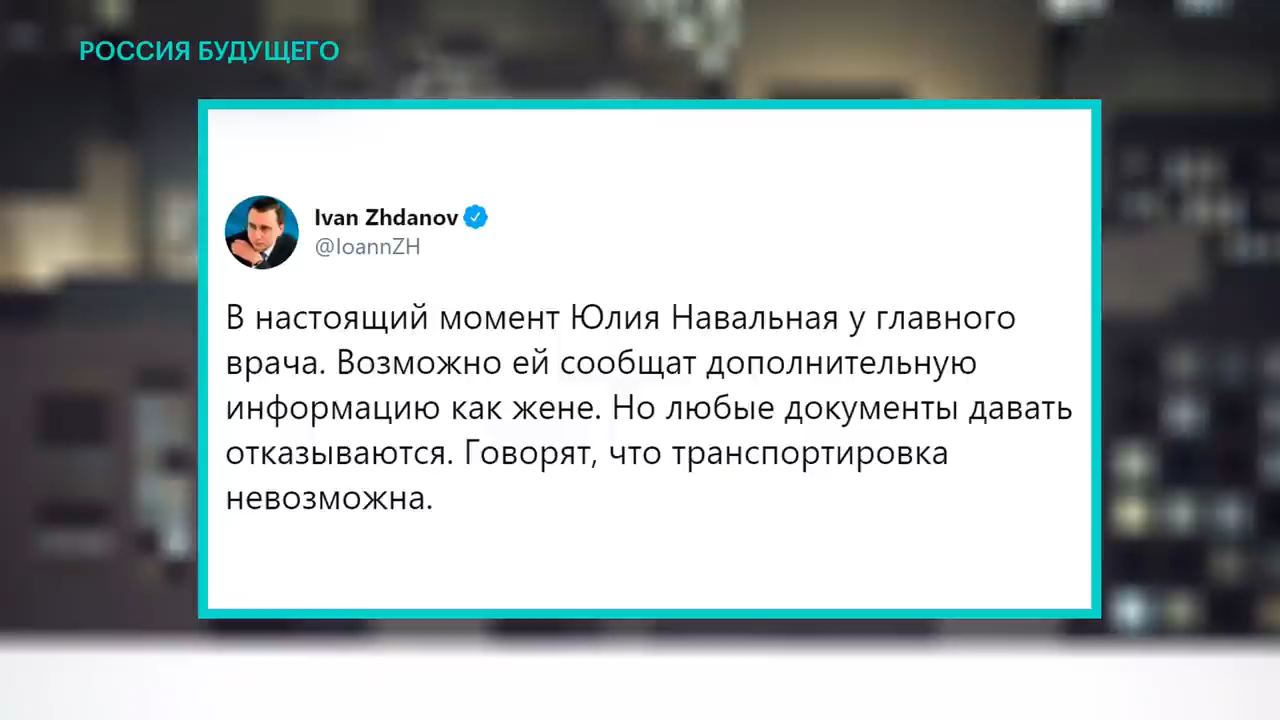 РОССИЯ БУДУЩЕГО
Ivan Zhdanov
@IoannZH
В настоящий момент Юлия Навальная у главного
врача. Возможно ей сообщат дополнительную
информацию как жене. Но любые документы давать
отказываются. Говорят, что транспортировка
невозможна.